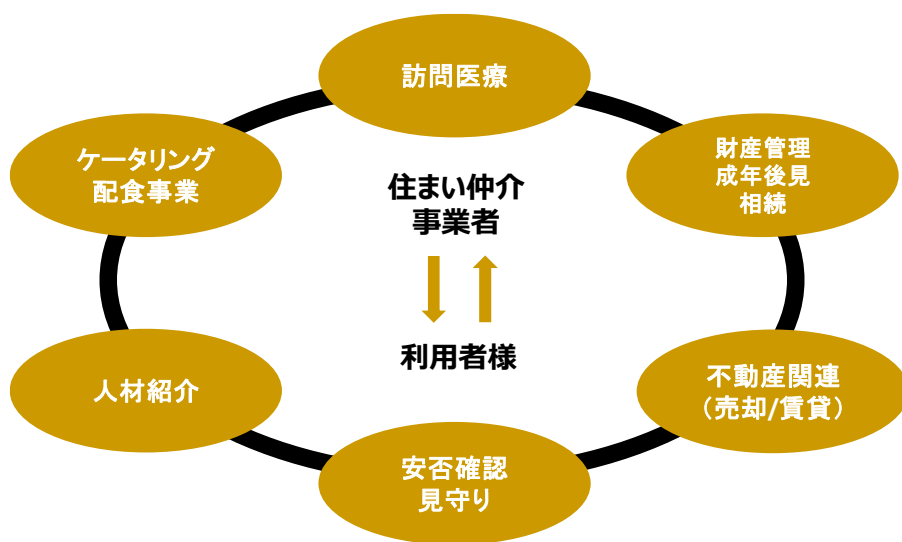 訪問医療
ケータリング
配食事業
財産管理
成年後見
相続
住まい仲介
事業者
利用者様
人材紹介
不動産関連
（売却/賃貸）
安否確認
見守り